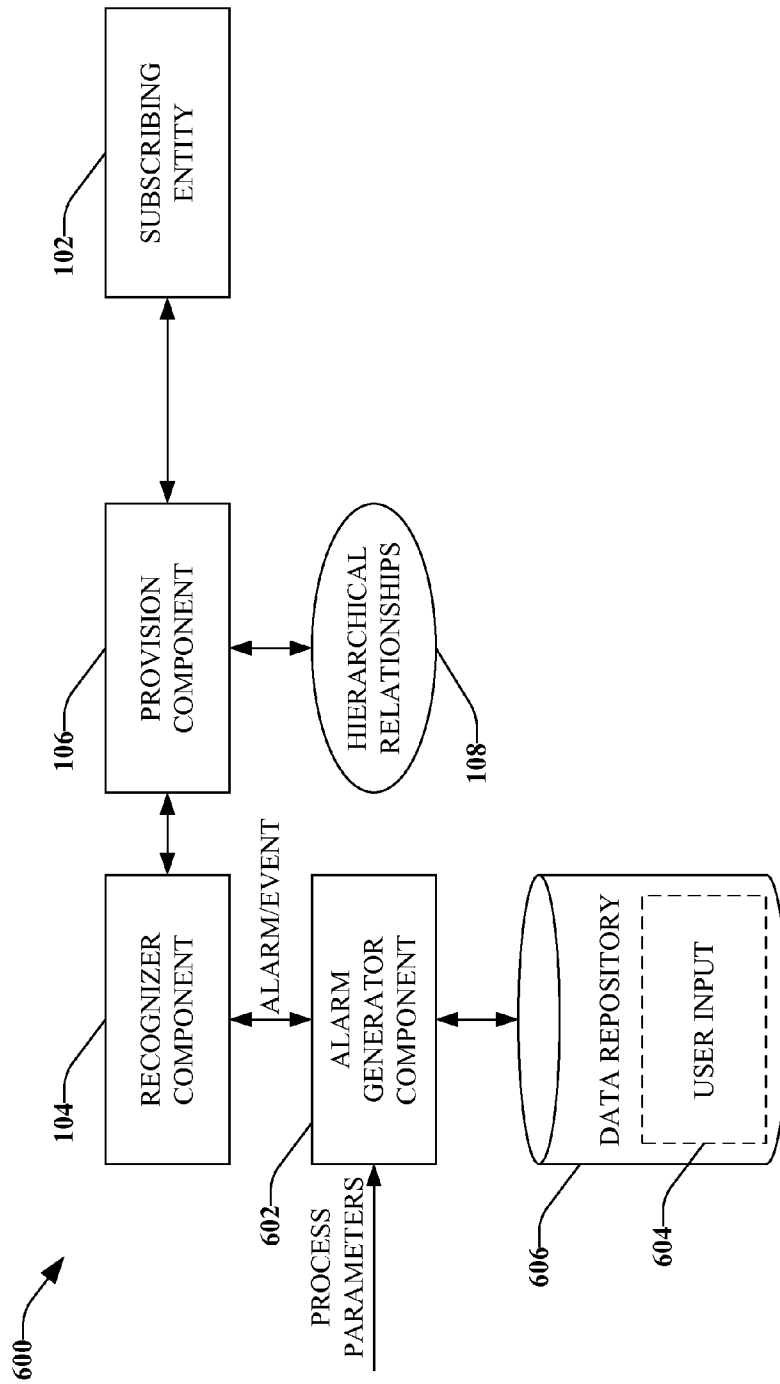 600
104
RECOGNIZER
COMPONENT
106
PROVISION
COMPONENT
102
SUBSCRIBING
ENTITY
ALARM/EVENT
PROCESS
PARAMETERS
602
ALARM
GENERATOR
COMPONENT
HIERARCHICAL
RELATIONSHIPS
108
606
DATA REPOSITORY
USER INPUT
604